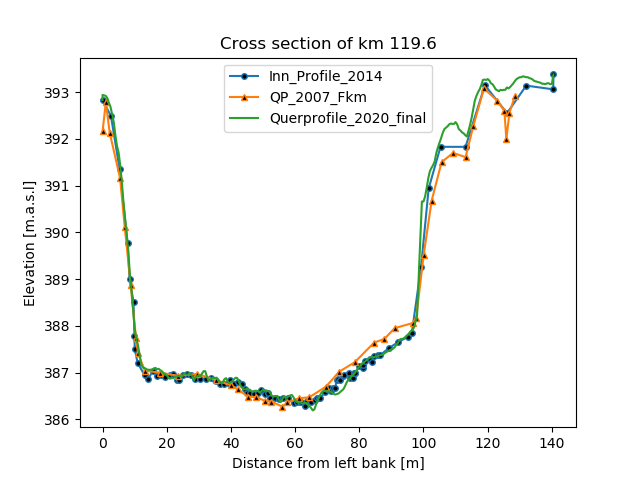 Cross section of km 119.6
Inn_Profile_2014
QP_2007_Fkm
Querprofile_2020_final
Elevation [m.a.s.l]
393
392
391
390
389
388
387
386
0 20 40 60 80 100 120 140
Distance from left bank [m]